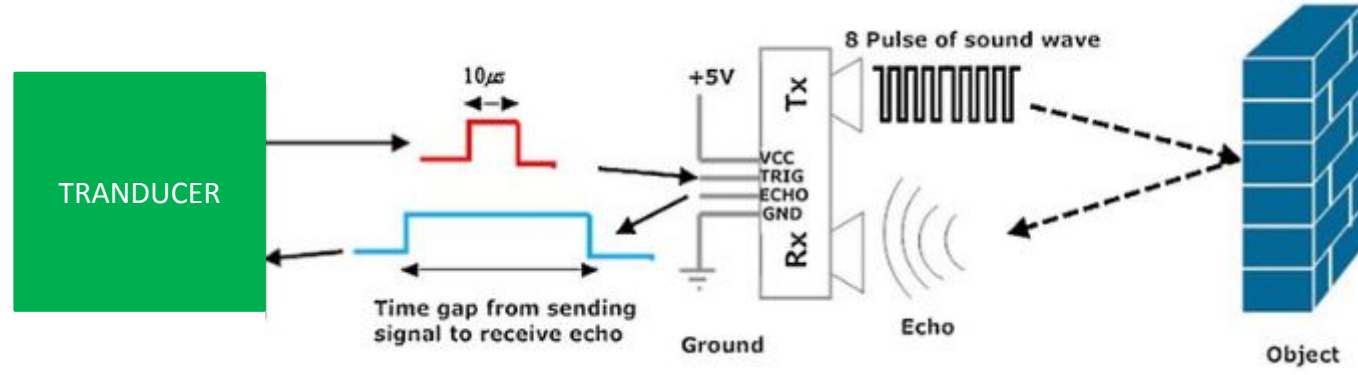 8 Pulse of sound wave
10μs
+5V
Tx
TRANDUCER
VCC
TRIG
ECHO
GND
Rx
Time gap from sending
signal to receive echo
Ground
Echo
Object